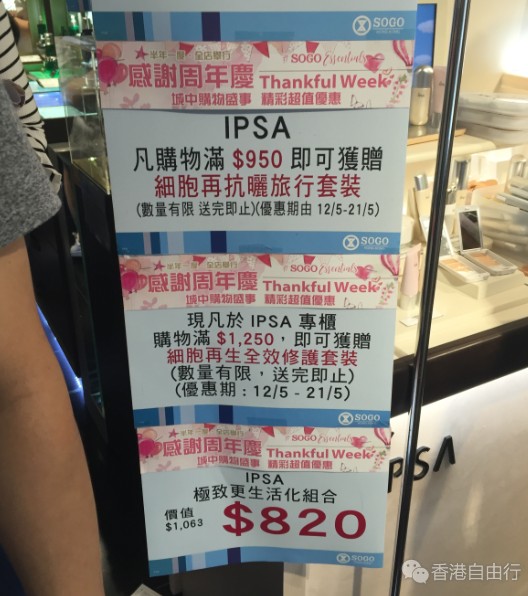 SOGO
半年一度 全店舉行
感謝周年慶
城中購物盛事 精彩超值優惠
SOGO Essentials
Thankful Week
IPSA
凡購物滿 $950 即可獲贈
細胞再抗曬旅行套裝
(數量有限 送完即止)(優惠期由 12/5-21/5)
SOGO
半年一度 全店舉行
感謝周年慶
城中購物盛事 精彩超值優惠
SOGO Essentials
Thankful Week
現凡於 IPSA 專櫃
購物滿 $1,250,即可獲贈
細胞再生全效修護套裝
(數量有限,送完即止)
(優惠期:12/5 - 21/5)
SOGO
半年一度 全店舉行
感謝周年慶
城中購物盛事 精彩超值優惠
SOGO Essentials
Thankful Week
IPSA
極致更生活化組合
價值
$1,063
$820
SOGO
IPSA
香港自由行